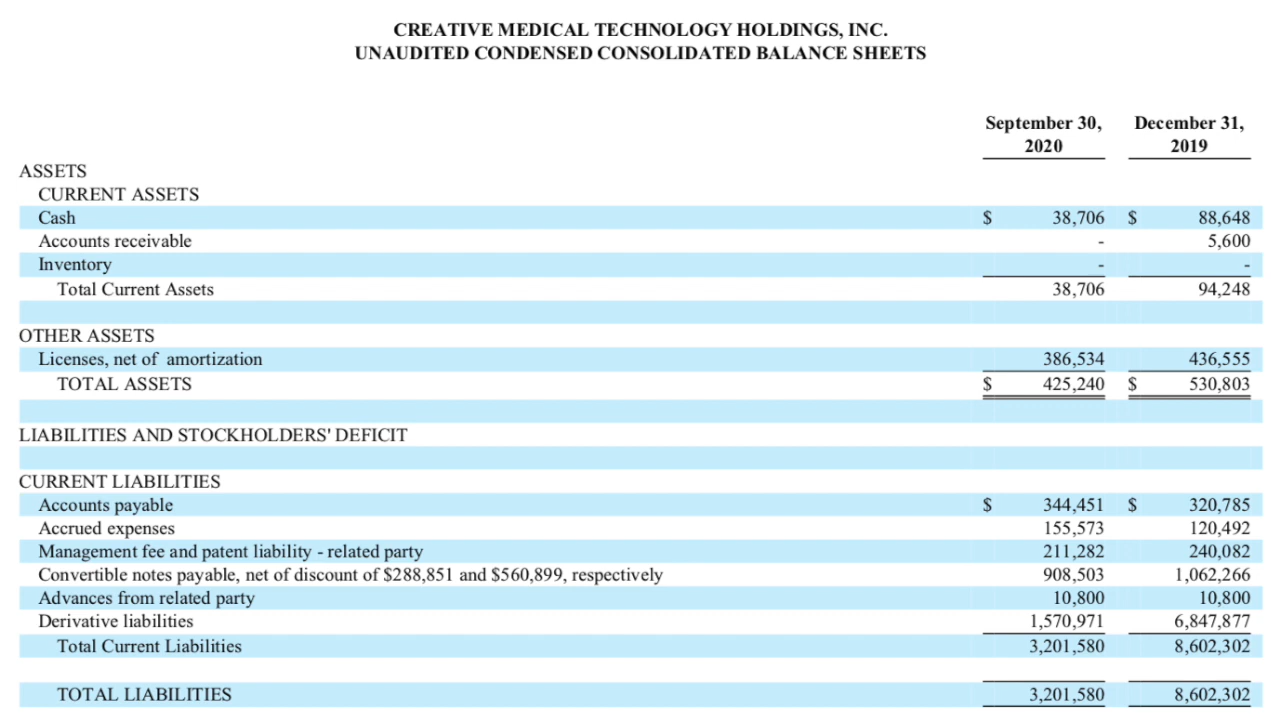 CREATIVE MEDICAL TECHNOLOGY HOLDINGS, INC.
UNAUDITED CONDENSED CONSOLIDATED BALANCE SHEETS
September 30, December 31,
2020 2019
ASSETS
CURRENT ASSETS
Cash $ 38,706 $ 88,648
Accounts receivable - 5,600
Inventory - -
Total Current Assets 38,706 94,248
OTHER ASSETS
Licenses, net of amortization 386,534 436,555
TOTAL ASSETS $ 425,240 $ 530,803
LIABILITIES AND STOCKHOLDERS' DEFICIT
CURRENT LIABILITIES
Accounts payable $ 344,451 $ 320,785
Accrued expenses 155,573 120,492
Management fee and patent liability - related party 211,282 240,082
Convertible notes payable, net of discount of $288,851 and $560,899, respectively 908,503 1,062,266
Advances from related party 10,800 10,800
Derivative liabilities 1,570,971 6,847,877
Total Current Liabilities 3,201,580 8,602,302
TOTAL LIABILITIES 3,201,580 8,602,302